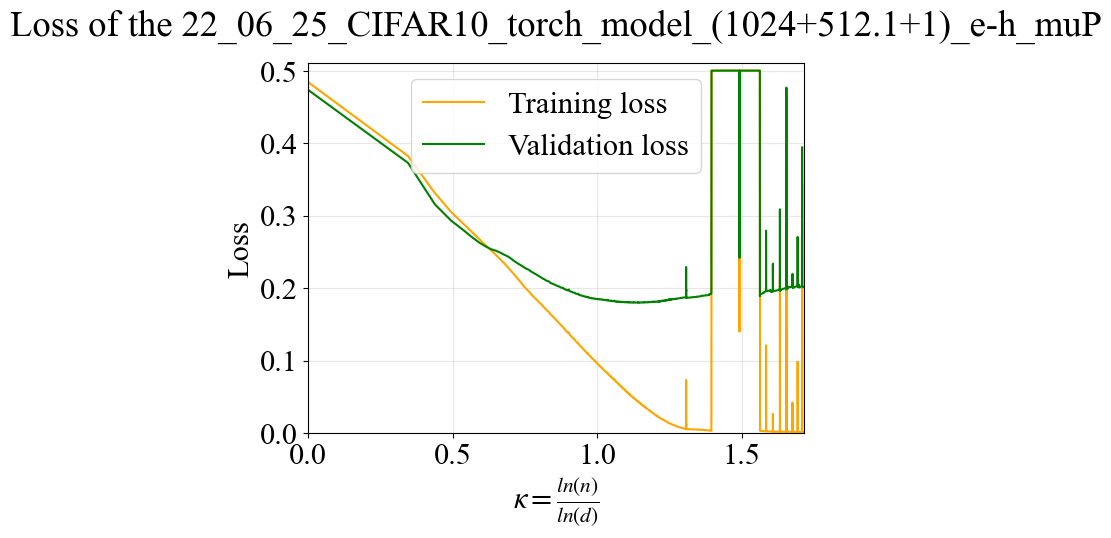 Loss of the 22_06_25_CIFAR10_torch_model_(1024+512.1+1)_e-h_muP
0.5
0.4
0.3
0.2
0.1
0.0
Loss
Training loss
Validation loss
0.0 0.5 1.0 1.5
κ = ln(n) / ln(d)